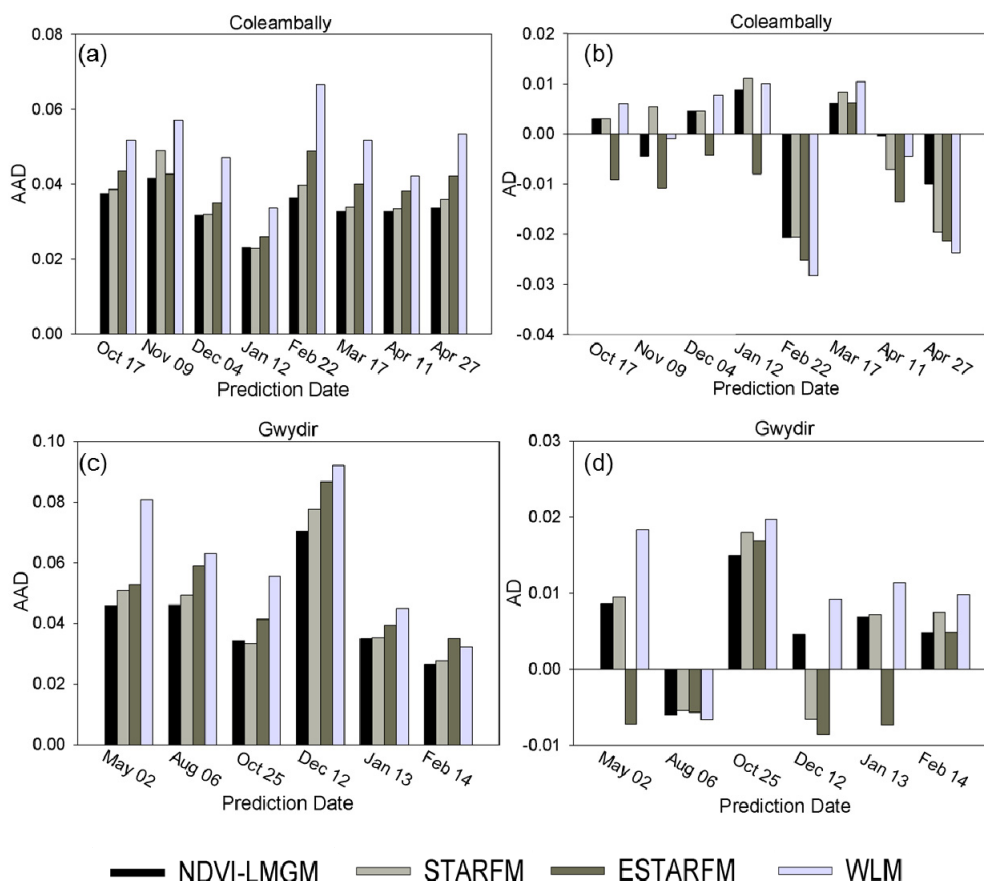 Coleambally
(a)
0.08
0.06
0.04
0.02
0.00
AAD
Oct 17
Nov 09
Dec 04
Jan 12
Feb 22
Mar 17
Apr 11
Apr 27
Prediction Date
Coleambally
(b)
0.02
0.01
0.00
-0.01
-0.02
-0.03
-0.04
AD
Oct 17
Nov 09
Dec 04
Jan 12
Feb 22
Mar 17
Apr 11
Apr 27
Prediction Date
Gwydir
(c)
0.10
0.08
0.06
0.04
0.02
0.00
AAD
May 02
Aug 06
Oct 25
Dec 12
Jan 13
Feb 14
Prediction Date
Gwydir
(d)
0.03
0.02
0.01
0.00
-0.01
AD
May 02
Aug 06
Oct 25
Dec 12
Jan 13
Feb 14
Prediction Date
NDVI-LMGM STARFM ESTARFM WLM